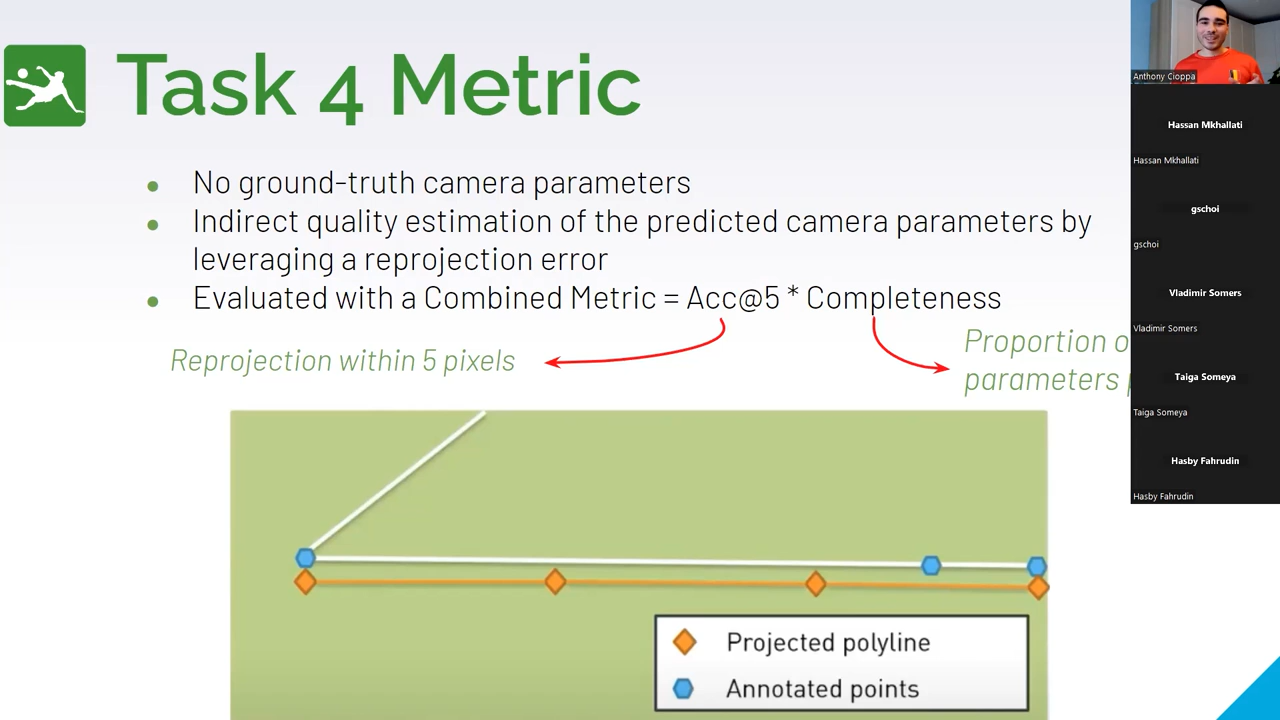 Task 4 Metric
No ground-truth camera parameters
Indirect quality estimation of the predicted camera parameters by
leveraging a reprojection error
Evaluated with a Combined Metric = Acc@5 * Completeness
Reprojection within 5 pixels
Proportion
parameters
Projected polyline
Annotated points
Anthony Cioppa
Hassan Mkhallati
Hassan Mkhallati
gschoi
gschoi
Vladimir Somers
Vladimir Somers
Taiga Someya
Taiga Someya
Hasby Fahrudin
Hasby Fahrudin